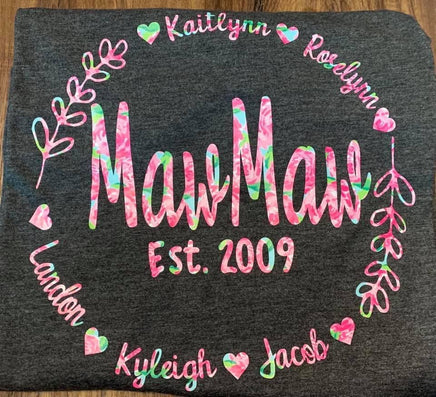 Kaitlynn
Roselynn
MawMaw
Est. 2009
Landon
Kyleigh
Jacob